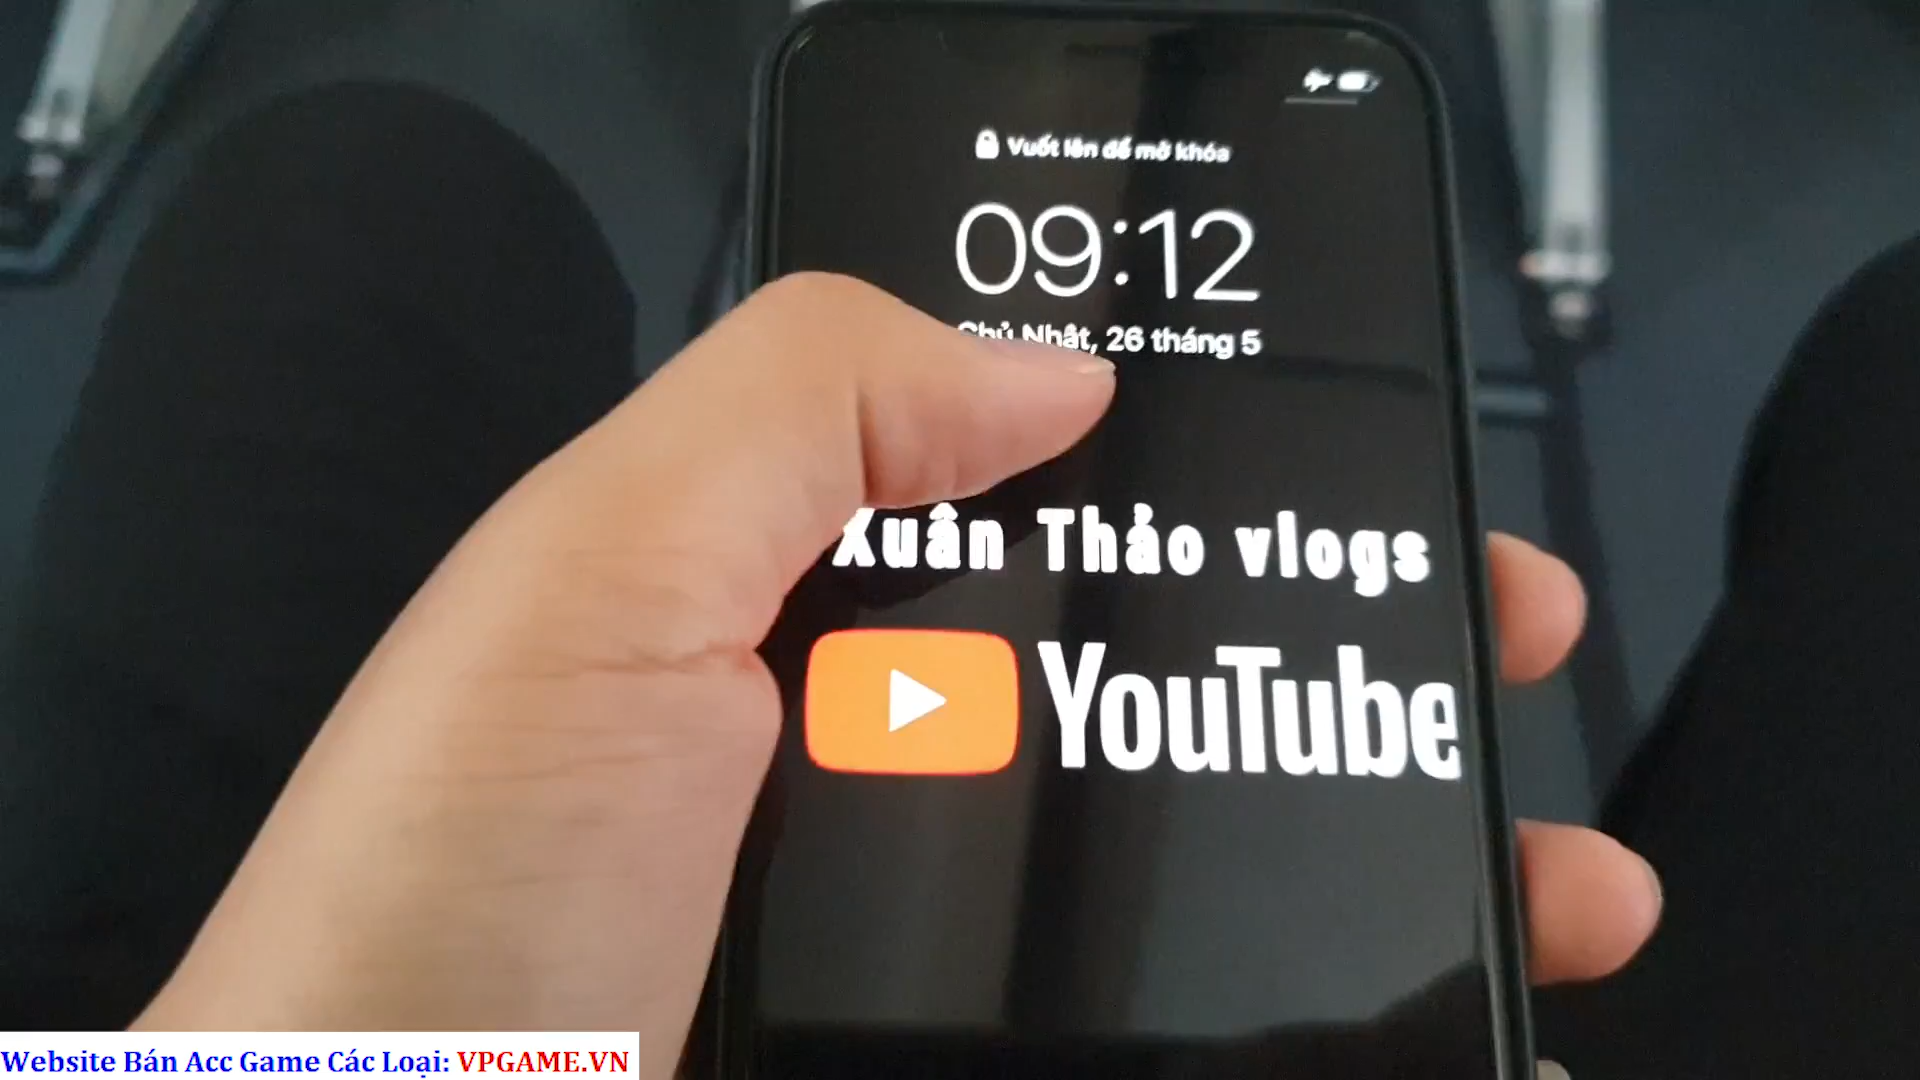 Vuốt lên để mở khóa
09:12
Chủ Nhật, 26 tháng 5
Xuân Thảo vlogs
YouTube
Website Bán Acc Game Các Loại: VPGAME.VN